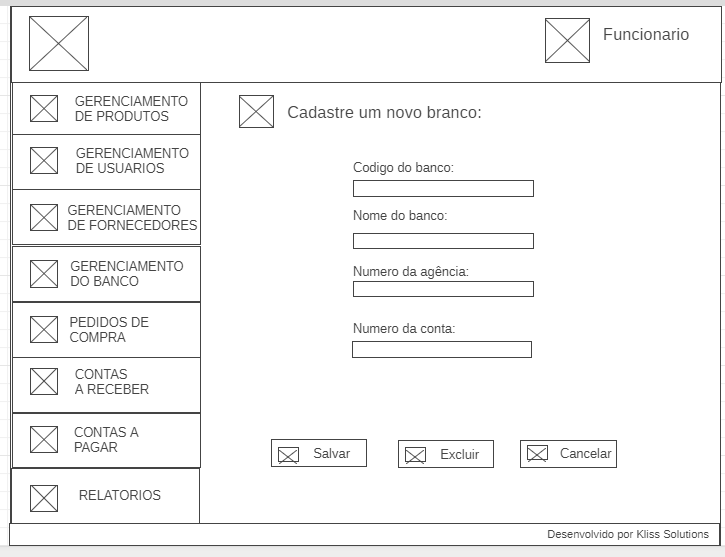 Funcionario
GERENCIAMENTO
DE PRODUTOS
GERENCIAMENTO
DE USUARIOS
GERENCIAMENTO
DE FORNECEDORES
GERENCIAMENTO
DO BANCO
PEDIDOS DE
COMPRA
CONTAS
A RECEBER
CONTAS A
PAGAR
RELATORIOS
Cadastre um novo branco:
Codigo do banco:
Nome do banco:
Numero da agência:
Numero da conta:
Salvar
Excluir
Cancelar
Desenvolvido por Kliss Solutions